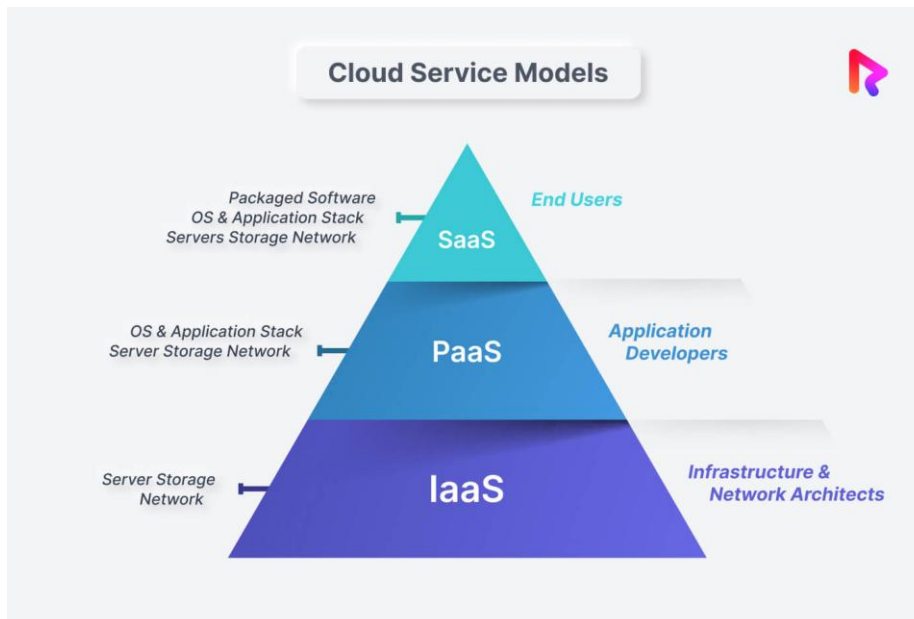 Cloud Service Models
Packaged Software
OS & Application Stack
Servers Storage Network
SaaS
End Users
OS & Application Stack
Server Storage Network
PaaS
Application
Developers
Server Storage
Network
IaaS
Infrastructure &
Network Architects